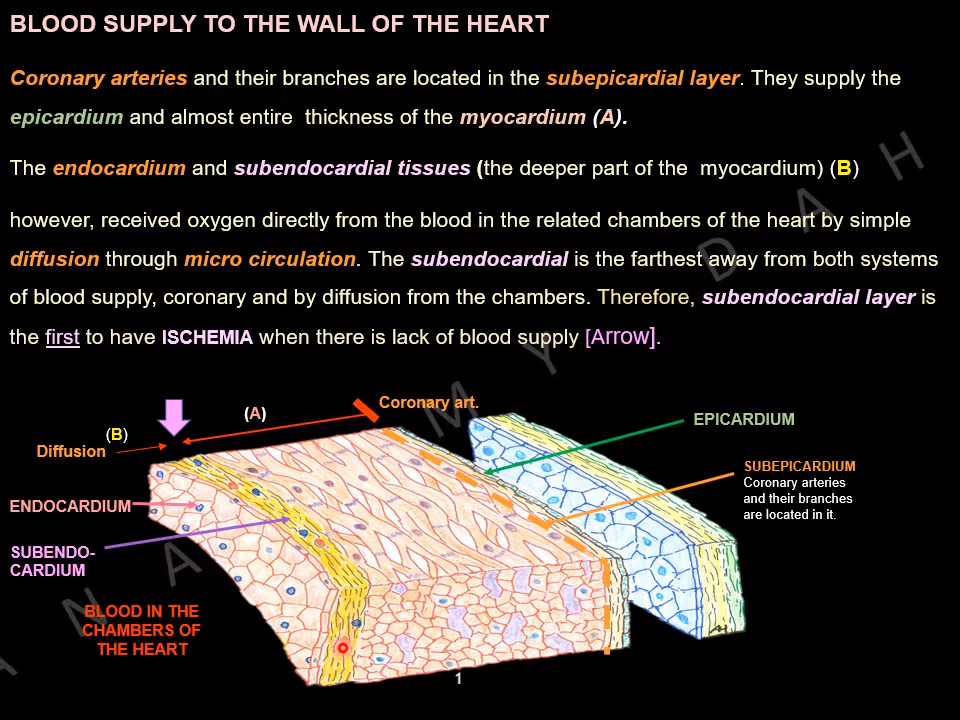 BLOOD SUPPLY TO THE WALL OF THE HEART
Coronary arteries and their branches are located in the subepicardial layer. They supply the
epicardium and almost entire thickness of the myocardium (A).
The endocardium and subendocardial tissues (the deeper part of the myocardium) (B)
however, received oxygen directly from the blood in the related chambers of the heart by simple
diffusion through micro circulation. The subendocardial is the farthest away from both systems
of blood supply, coronary and by diffusion from the chambers. Therefore, subendocardial layer is
the first to have ISCHEMIA when there is lack of blood supply [Arrow].
(A)
Coronary art.
(B)
Diffusion
EPICARDIUM
SUBEPICARDIUM
Coronary arteries
and their branches
are located in it.
ENDOCARDIUM
SUBENDO-
CARDIUM
BLOOD IN THE
CHAMBERS OF
THE HEART
1